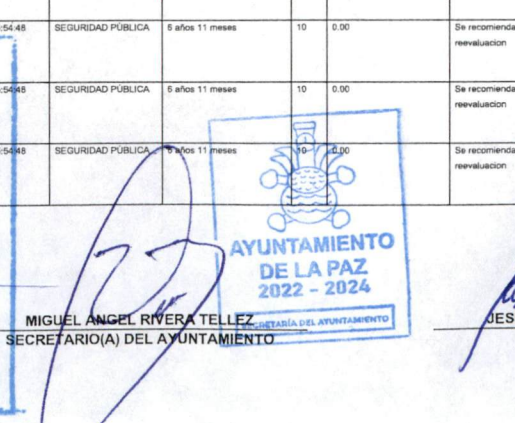 :54:48 SEGURIDAD PÚBLICA 6 años 11 meses 10 0.00 Se recomienda
reevaluacion
:54:48 SEGURIDAD PÚBLICA 6 años 11 meses 10 0.00 Se recomienda
reevaluacion
:54:48 SEGURIDAD PÚBLICA 6 años 11 meses 10 0.00 Se recomienda
reevaluacion
AYUNTAMIENTO
DE LA PAZ
2022 - 2024
SECRETARÍA DEL AYUNTAMIENTO
MIGUEL ANGEL RIVERA TELLEZ
SECRETARIO(A) DEL AYUNTAMIENTO
JES